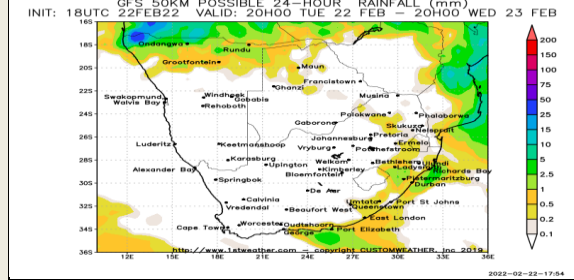 GFS 50KM POSSIBLE 24-HOUR RAINFALL (mm)
INIT: 18UTC 22FEB22 VALID: 20H00 TUE 22 FEB - 20H00 WED 23 FEB
16S
18S Ondangwa Rundu 200
20S Grootfontein Maun 150
Francistown 100
22S Ghanzi 75
Swakopmund Windhoek Gobabis Musina 50
Walvis Bay Rehoboth
24S Polokwane Phalaborwa 25
Gaborone Skukuza 15
26S Johannesburg Pretoria Nelspruit
Luderitz Keetmanshoop Vryburg Ermelo 10
Potchefstroom
28S Karasburg Welkom Bethlehem Ulundi 5
Alexander Bay Upington Kimberley Ladysmith Richards Bay 2.5
30S Springbok Bloemfontein Pietermaritzburg
De Aar Durban 1
32S Calvinia Umtata Port St Johns 0.5
Vredendal Beaufort West Queenstown
East London 0.2
34S Cape Town Worcester Oudtshoorn
George Port Elizabeth 0.1
36S http://www.1stweather.com - copyright CUSTOMWEATHER, Inc 2019
12E 15E 18E 21E 24E 27E 30E 33E 36E
2022-02-22-17:54